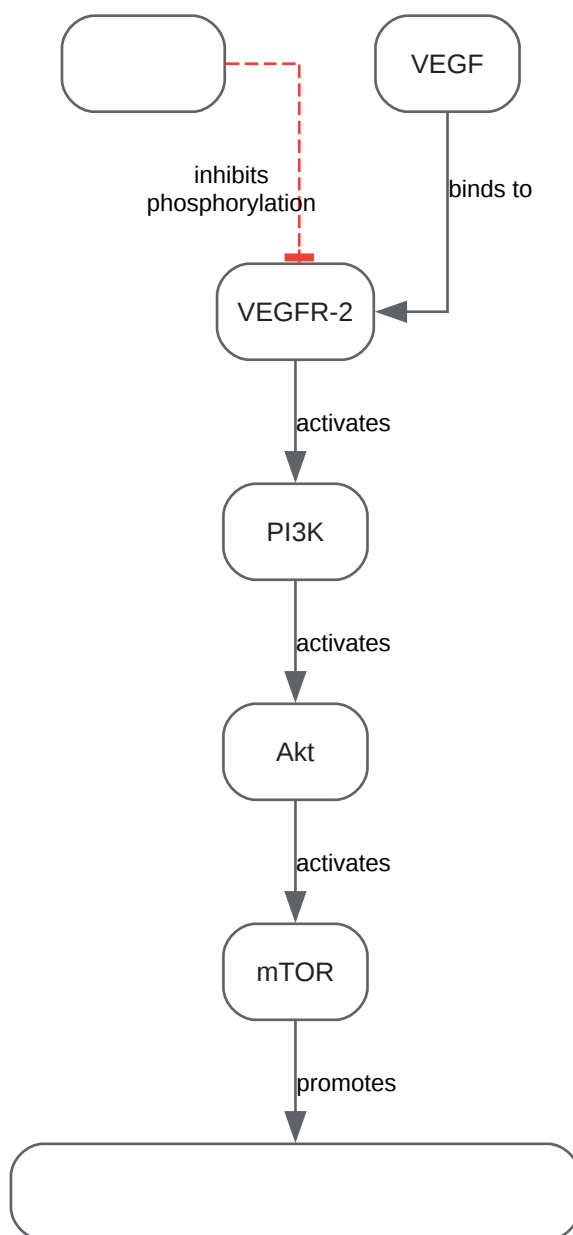 VEGF
inhibits
phosphorylation
binds to
VEGFR-2
activates
PI3K
activates
Akt
activates
mTOR
promotes